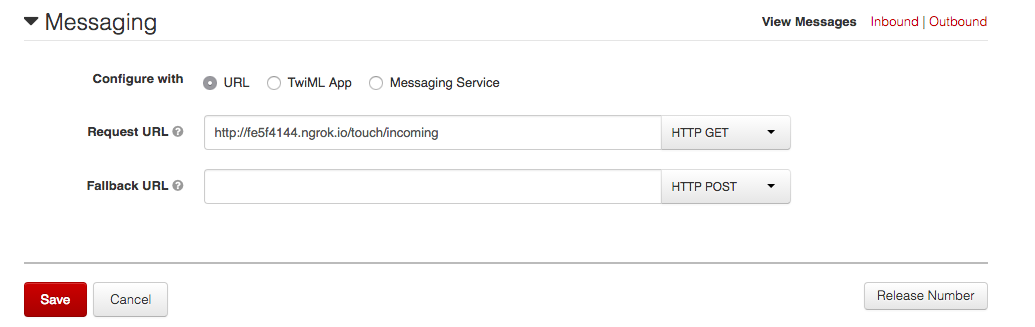 Messaging
View Messages Inbound | Outbound
Configure with URL TwiML App Messaging Service
Request URL ? http://fe5f4144.ngrok.io/touch/incoming HTTP GET
Fallback URL ? HTTP POST
Save Cancel Release Number